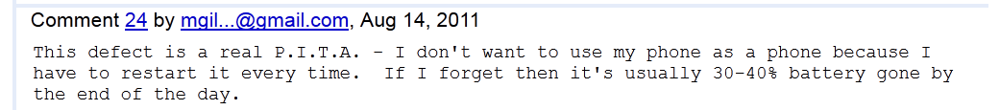 Comment 24 by mgil...@gmail.com, Aug 14, 2011
This defect is a real P.I.T.A. - I don't want to use my phone as a phone because I
have to restart it every time.  If I forget then it's usually 30-40% battery gone by
the end of the day.